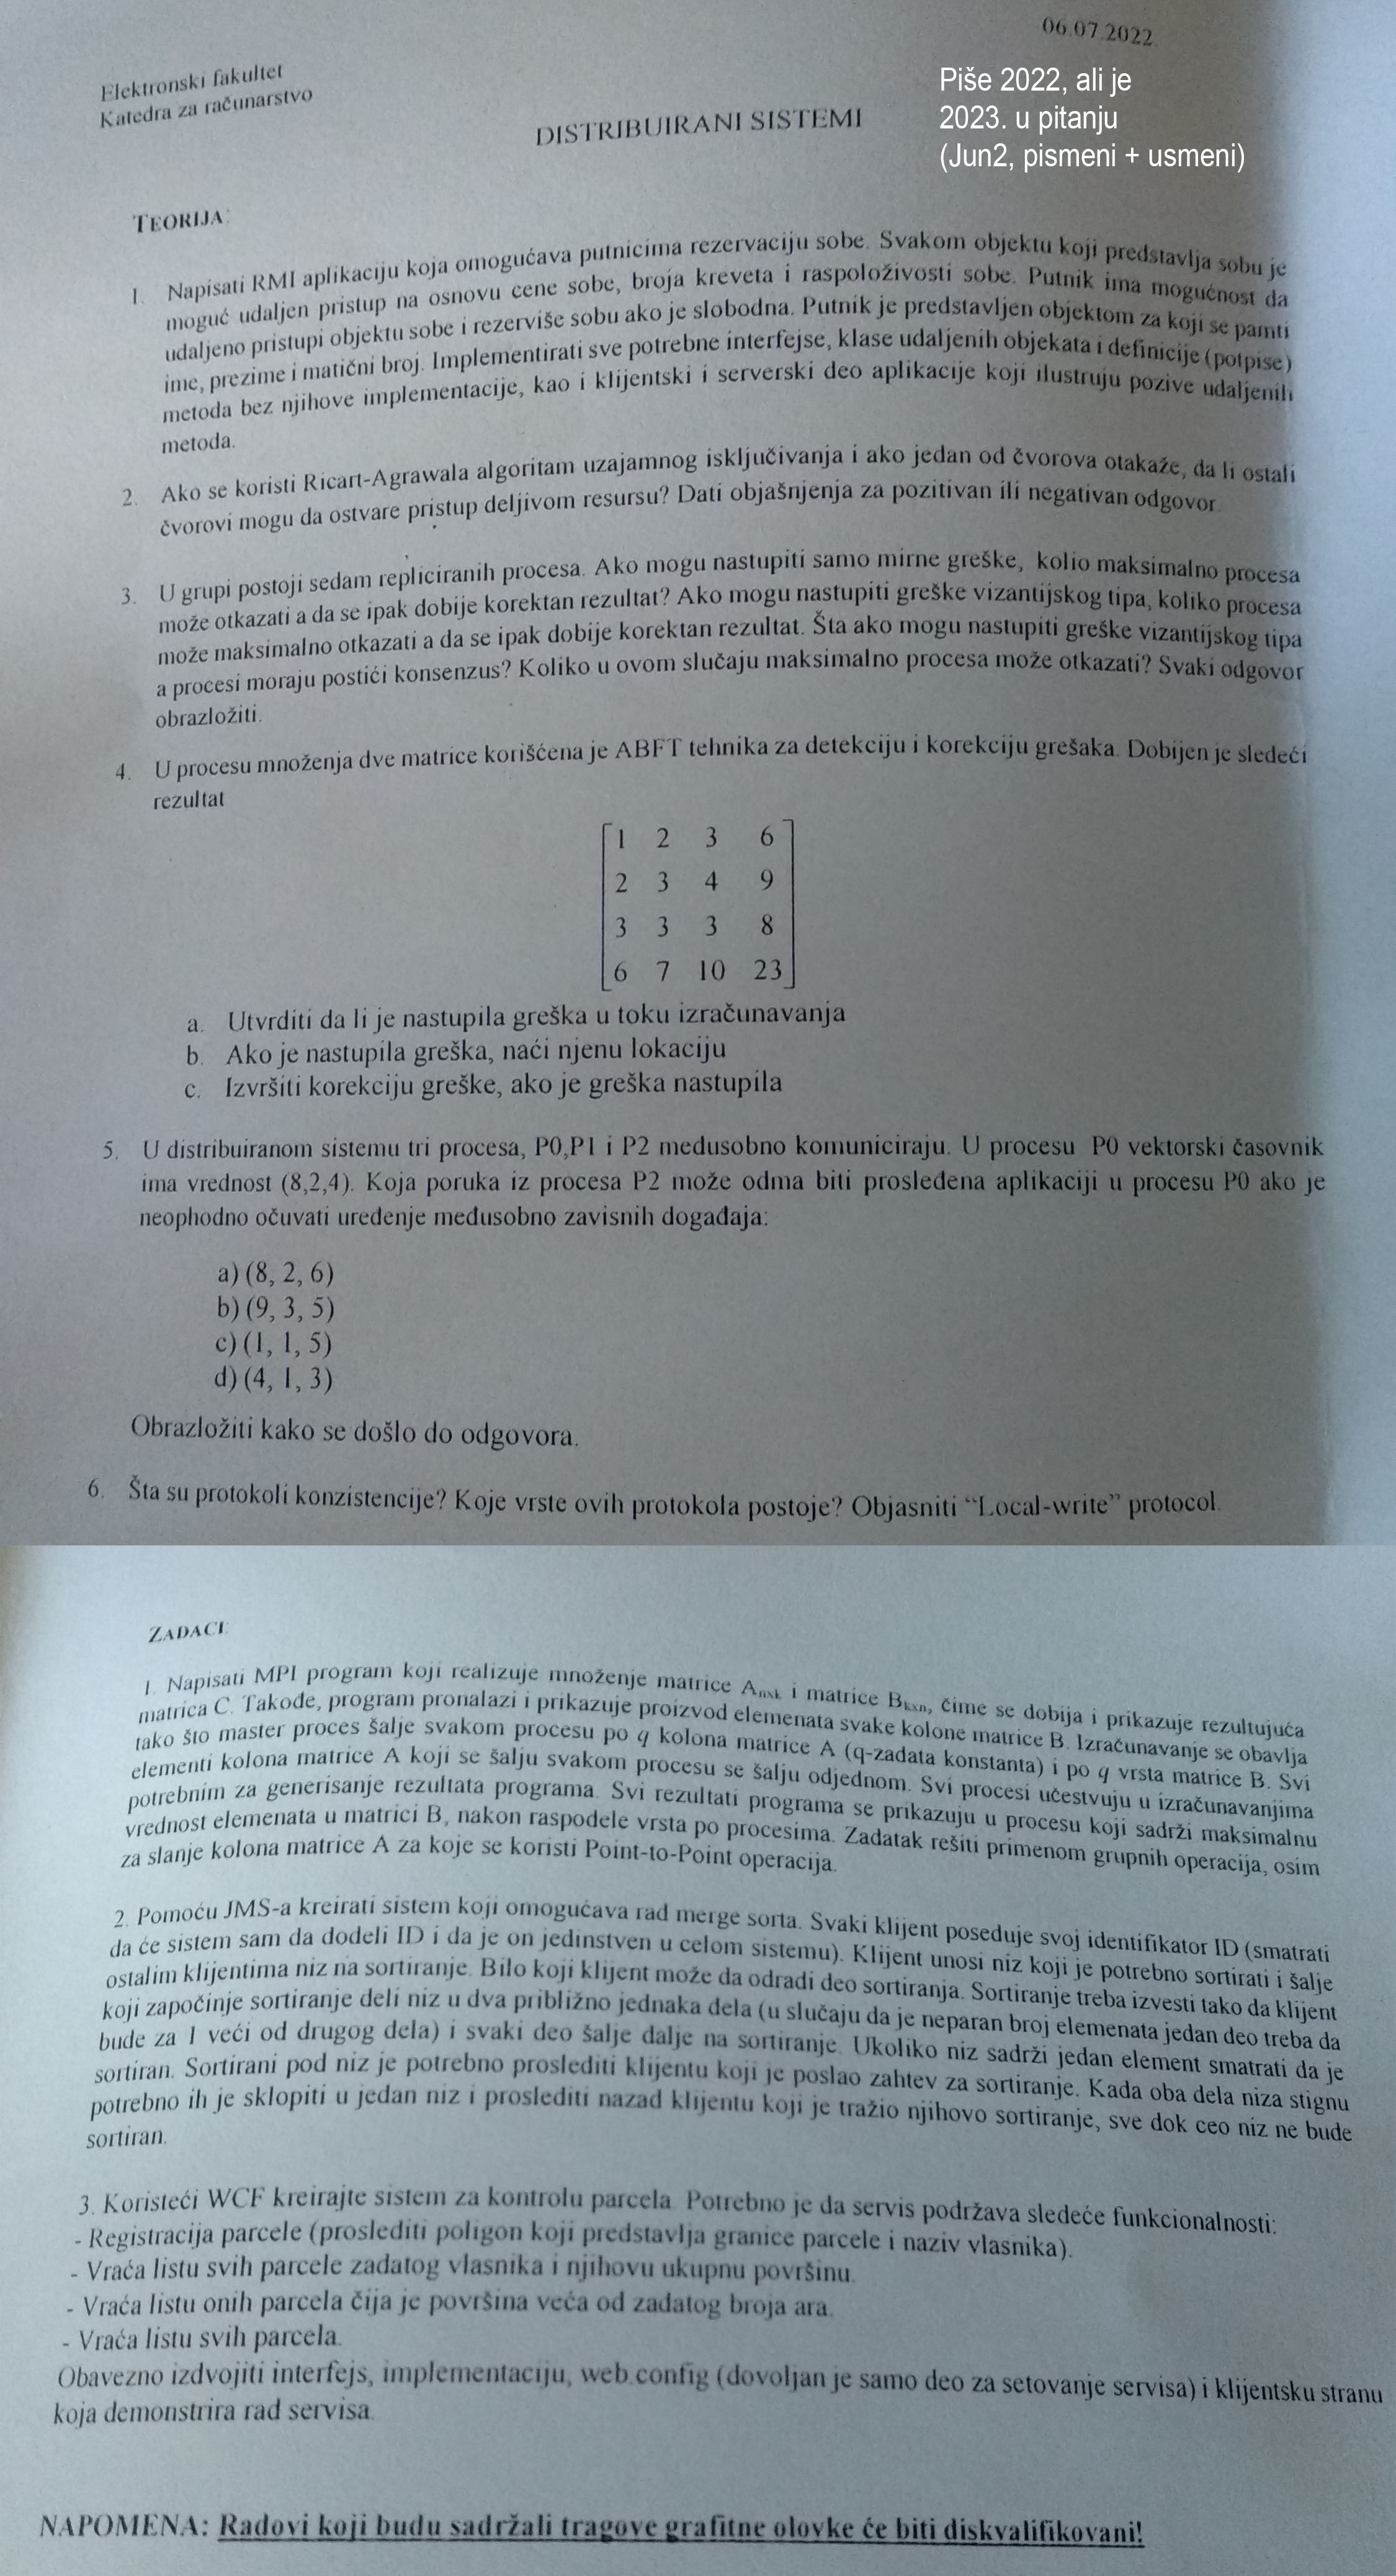 06.07.2022.
Elektronski fakultet
Katedra za računarstvo
Piše 2022, ali je
2023. u pitanju
(Jun2, pismeni + usmeni)
DISTRIBUIRANI SISTEMI
TEORIJA:
1. Napisati RMI aplikaciju koja omogućava putnicima rezervaciju sobe. Svakom objektu koji predstavlja sobu je
moguć udaljen pristup na osnovu cene sobe, broja kreveta i raspoloživosti sobe. Putnik ima mogućnost da
udaljeno pristupi objektu sobe i rezerviše sobu ako je slobodna. Putnik je predstavljen objektom za koji se pamti
ime, prezime i matični broj. Implementirati sve potrebne interfejse, klase udaljenih objekata i definicije (potpise)
metoda bez njihove implementacije, kao i klijentski i serverski deo aplikacije koji ilustruju pozive udaljenih
metoda.
2. Ako se koristi Ricart-Agrawala algoritam uzajamnog isključivanja i ako jedan od čvorova otakaže, da li ostali
čvorovi mogu da ostvare pristup deljivom resursu? Dati objašnjenja za pozitivan ili negativan odgovor.
3. U grupi postoji sedam repliciranih procesa. Ako mogu nastupiti samo mirne greške, kolio maksimalno procesa
može otkazati a da se ipak dobije korektan rezultat? Ako mogu nastupiti greške vizantijskog tipa, koliko procesa
može maksimalno otkazati a da se ipak dobije korektan rezultat. Šta ako mogu nastupiti greške vizantijskog tipa
a procesi moraju postići konsenzus? Koliko u ovom slučaju maksimalno procesa može otkazati? Svaki odgovor
obrazložiti.
4. U procesu množenja dve matrice korišćena je ABFT tehnika za detekciju i korekciju grešaka. Dobijen je sledeći
rezultat
1 2 3 6
2 3 4 9
3 3 3 8
6 7 10 23
a. Utvrditi da li je nastupila greška u toku izračunavanja
b. Ako je nastupila greška, naći njenu lokaciju
c. Izvršiti korekciju greške, ako je greška nastupila
5. U distribuiranom sistemu tri procesa, P0,P1 i P2 međusobno komuniciraju. U procesu P0 vektorski časovnik
ima vrednost (8,2,4). Koja poruka iz procesa P2 može odma biti prosleđena aplikaciji u procesu P0 ako je
neophodno očuvati uređenje međusobno zavisnih događaja:
a) (8, 2, 6)
b) (9, 3, 5)
c) (1, 1, 5)
d) (4, 1, 3)
Obrazložiti kako se došlo do odgovora.
6. Šta su protokoli konzistencije? Koje vrste ovih protokola postoje? Objasniti “Local-write” protocol.
ZADACI:
1. Napisati MPI program koji realizuje množenje matrice Anxk i matrice Bkxn, čime se dobija i prikazuje rezultujuća
matrica C. Takođe, program pronalazi i prikazuje proizvod elemenata svake kolone matrice B. Izračunavanje se obavlja
tako što master proces šalje svakom procesu po q kolona matrice A (q-zadata konstanta) i po q vrsta matrice B. Svi
elementi kolona matrice A koji se šalju svakom procesu se šalju odjednom. Svi procesi učestvuju u izračunavanjima
potrebnim za generisanje rezultata programa. Svi rezultati programa se prikazuju u procesu koji sadrži maksimalnu
vrednost elemenata u matrici B, nakon raspodele vrsta po procesima. Zadatak rešiti primenom grupnih operacija, osim
za slanje kolona matrice A za koje se koristi Point-to-Point operacija.
2. Pomoću JMS-a kreirati sistem koji omogućava rad merge sorta. Svaki klijent poseduje svoj identifikator ID (smatrati
da će sistem sam da dodeli ID i da je on jedinstven u celom sistemu). Klijent unosi niz koji je potrebno sortirati i šalje
ostalim klijentima niz na sortiranje. Bilo koji klijent može da odradi deo sortiranja. Sortiranje treba izvesti tako da klijent
koji započinje sortiranje deli niz u dva približno jednaka dela (u slučaju da je neparan broj elemenata jedan deo treba da
bude za 1 veći od drugog dela) i svaki deo šalje dalje na sortiranje. Ukoliko niz sadrži jedan element smatrati da je
sortiran. Sortirani pod niz je potrebno proslediti klijentu koji je poslao zahtev za sortiranje. Kada oba dela niza stignu
potrebno ih je sklopiti u jedan niz i proslediti nazad klijentu koji je tražio njihovo sortiranje, sve dok ceo niz ne bude
sortiran.
3. Koristeći WCF kreirajte sistem za kontrolu parcela. Potrebno je da servis podržava sledeće funkcionalnosti:
- Registracija parcele (proslediti poligon koji predstavlja granice parcele i naziv vlasnika).
- Vraća listu svih parcele zadatog vlasnika i njihovu ukupnu površinu.
- Vraća listu onih parcela čija je površina veća od zadatog broja ara.
- Vraća listu svih parcela.
Obavezno izdvojiti interfejs, implementaciju, web.config (dovoljan je samo deo za setovanje servisa) i klijentsku stranu
koja demonstrira rad servisa.
NAPOMENA: Radovi koji budu sadržali tragove grafitne olovke će biti diskvalifikovani!